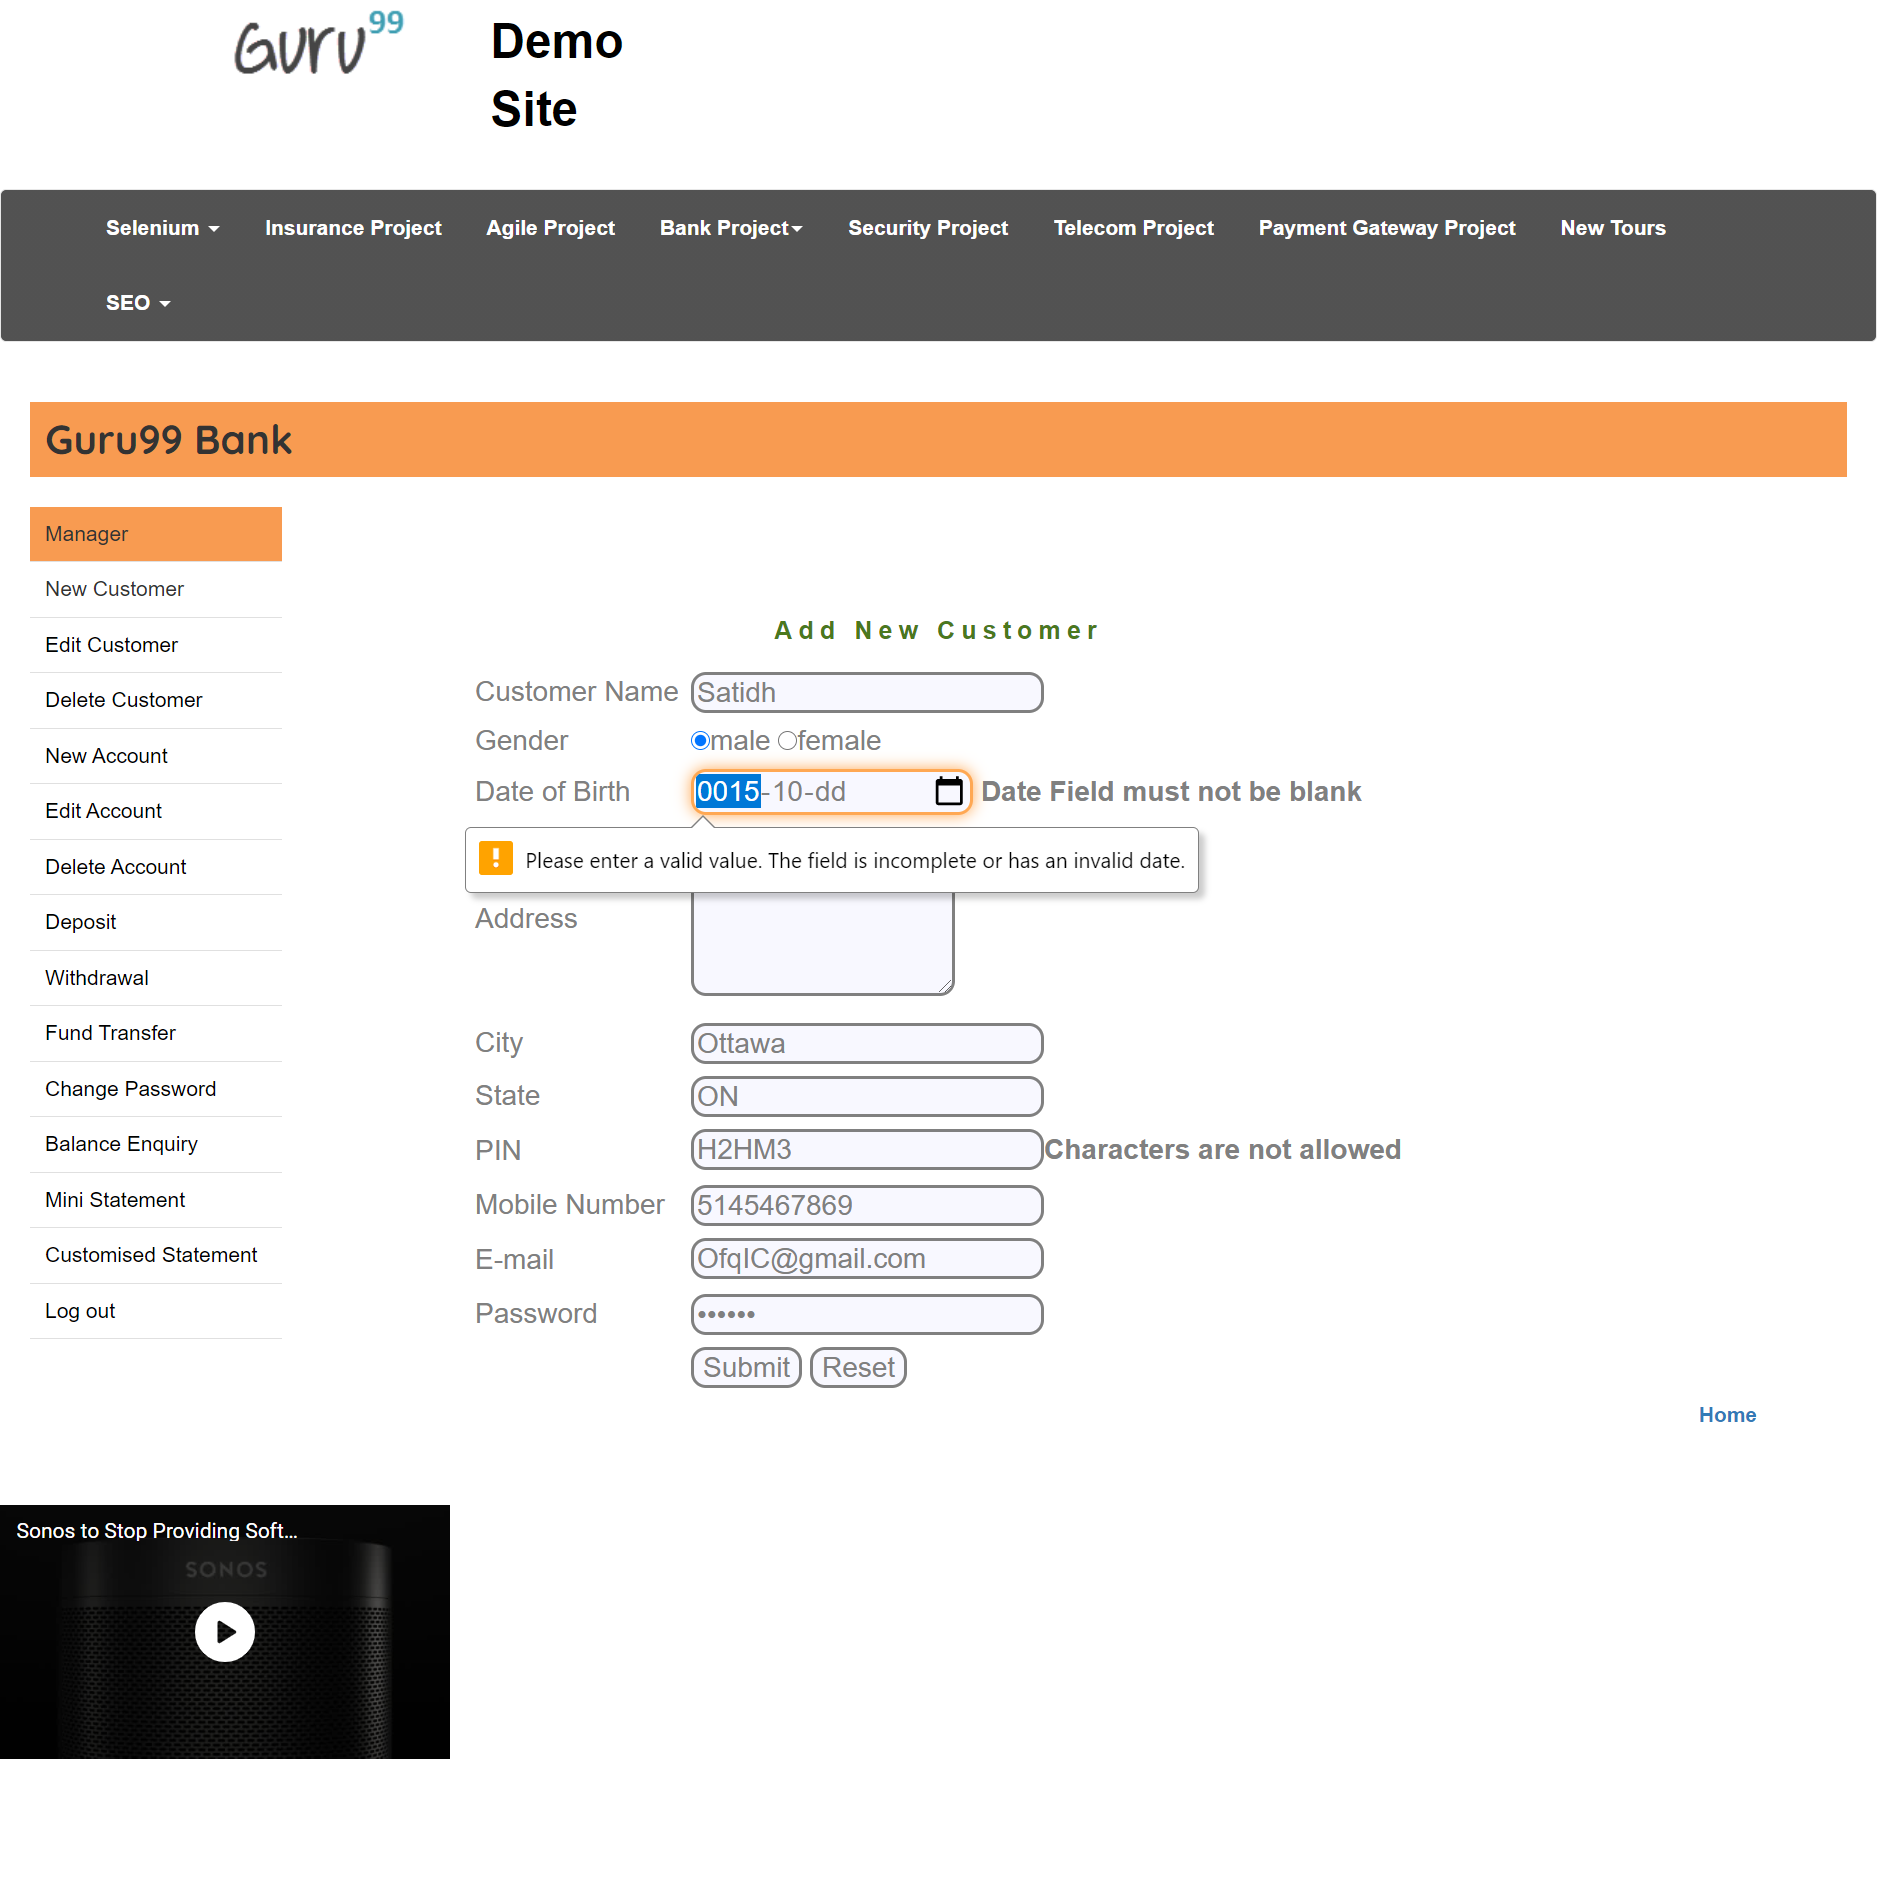 Guru99
Demo
Site
Selenium Insurance Project Agile Project Bank Project Security Project Telecom Project Payment Gateway Project New Tours
SEO
Guru99 Bank
Manager
New Customer
Edit Customer
Delete Customer
New Account
Edit Account
Delete Account
Deposit
Withdrawal
Fund Transfer
Change Password
Balance Enquiry
Mini Statement
Customised Statement
Log out
Add New Customer
Customer Name Satidh
Gender male female
Date of Birth 0015-10-dd Date Field must not be blank
Please enter a valid value. The field is incomplete or has an invalid date.
Address
City Ottawa
State ON
PIN H2HM3 Characters are not allowed
Mobile Number 5145467869
E-mail OfqIC@gmail.com
Password ••••••
Submit Reset
Home
Sonos to Stop Providing Soft...
SONOS